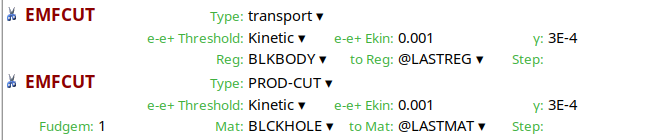 EMFCUT Type: transport ▾
e-e+ Threshold: Kinetic ▾ e-e+ Ekin: 0.001 γ: 3E-4
Reg: BLKBODY ▾ to Reg: @LASTREG ▾ Step:
EMFCUT Type: PROD-CUT ▾
e-e+ Threshold: Kinetic ▾ e-e+ Ekin: 0.001 γ: 3E-4
Fudgem: 1 Mat: BLCKHOLE ▾ to Mat: @LASTMAT ▾ Step: